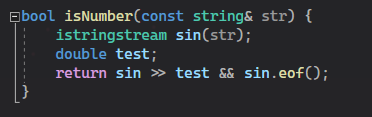 bool isNumber(const string& str) {
istringstream sin(str);
double test;
return sin >> test && sin.eof();
}